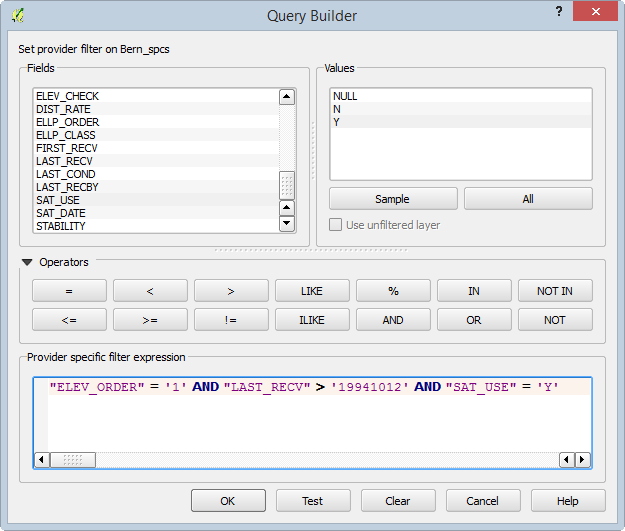 Query Builder
?
Set provider filter on Bern_spcs
Fields
ELEV_CHECK
DIST_RATE
ELLP_ORDER
ELLP_CLASS
FIRST_RECV
LAST_RECV
LAST_COND
LAST_RECBY
SAT_USE
SAT_DATE
STABILITY
Values
NULL
N
Y
Sample
All
Use unfiltered layer
Operators
= < > LIKE % IN NOT IN
<= >= != ILIKE AND OR NOT
Provider specific filter expression
"ELEV_ORDER" = '1' AND "LAST_RECV" > '19941012' AND "SAT_USE" = 'Y'
OK Test Clear Cancel Help